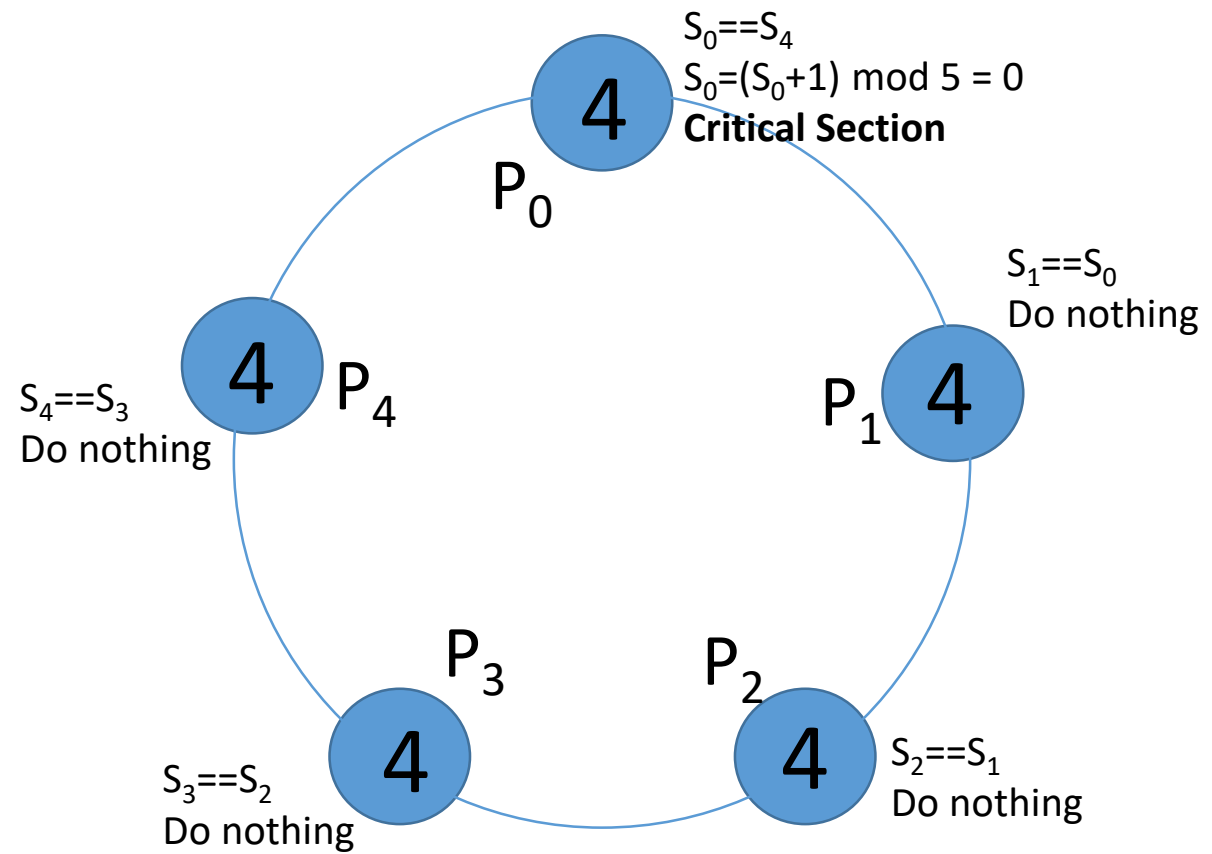 S₀==S₄
S₀=(S₀+1) mod 5 = 0
Critical Section
4
P₀
S₁==S₀
Do nothing
4
P₁
4
P₄
S₄==S₃
Do nothing
P₃
4
S₃==S₂
Do nothing
P₂
4
S₂==S₁
Do nothing